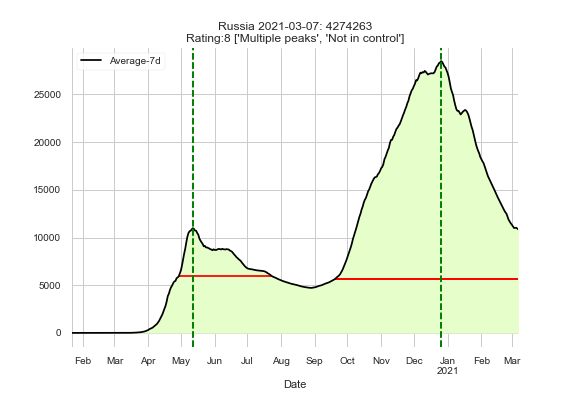 Russia 2021-03-07: 4274263
Rating:8 ['Multiple peaks', 'Not in control']
Average-7d
25000
20000
15000
10000
5000
0
Feb Mar Apr May Jun Jul Aug Sep Oct Nov Dec Jan Feb Mar
2021
Date